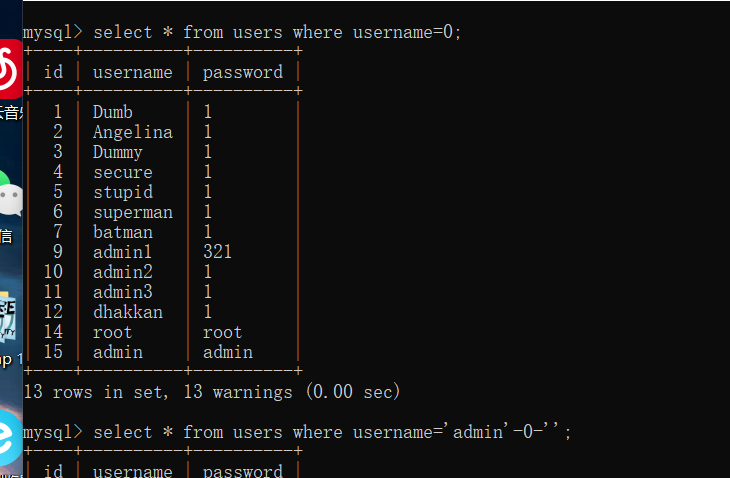 mysql> select * from users where username=0;
+----+----------+----------+
| id | username | password |
+----+----------+----------+
| 1 | Dumb | 1 |
| 2 | Angelina | 1 |
| 3 | Dummy | 1 |
| 4 | secure | 1 |
| 5 | stupid | 1 |
| 6 | superman | 1 |
| 7 | batman | 1 |
| 9 | admin1 | 321 |
| 10 | admin2 | 1 |
| 11 | admin3 | 1 |
| 12 | dhakkan | 1 |
| 14 | root | root |
| 15 | admin | admin |
+----+----------+----------+
13 rows in set, 13 warnings (0.00 sec)
mysql> select * from users where username='admin'-0-'';
+----+----------+----------+
| id | username | password |
音乐
信